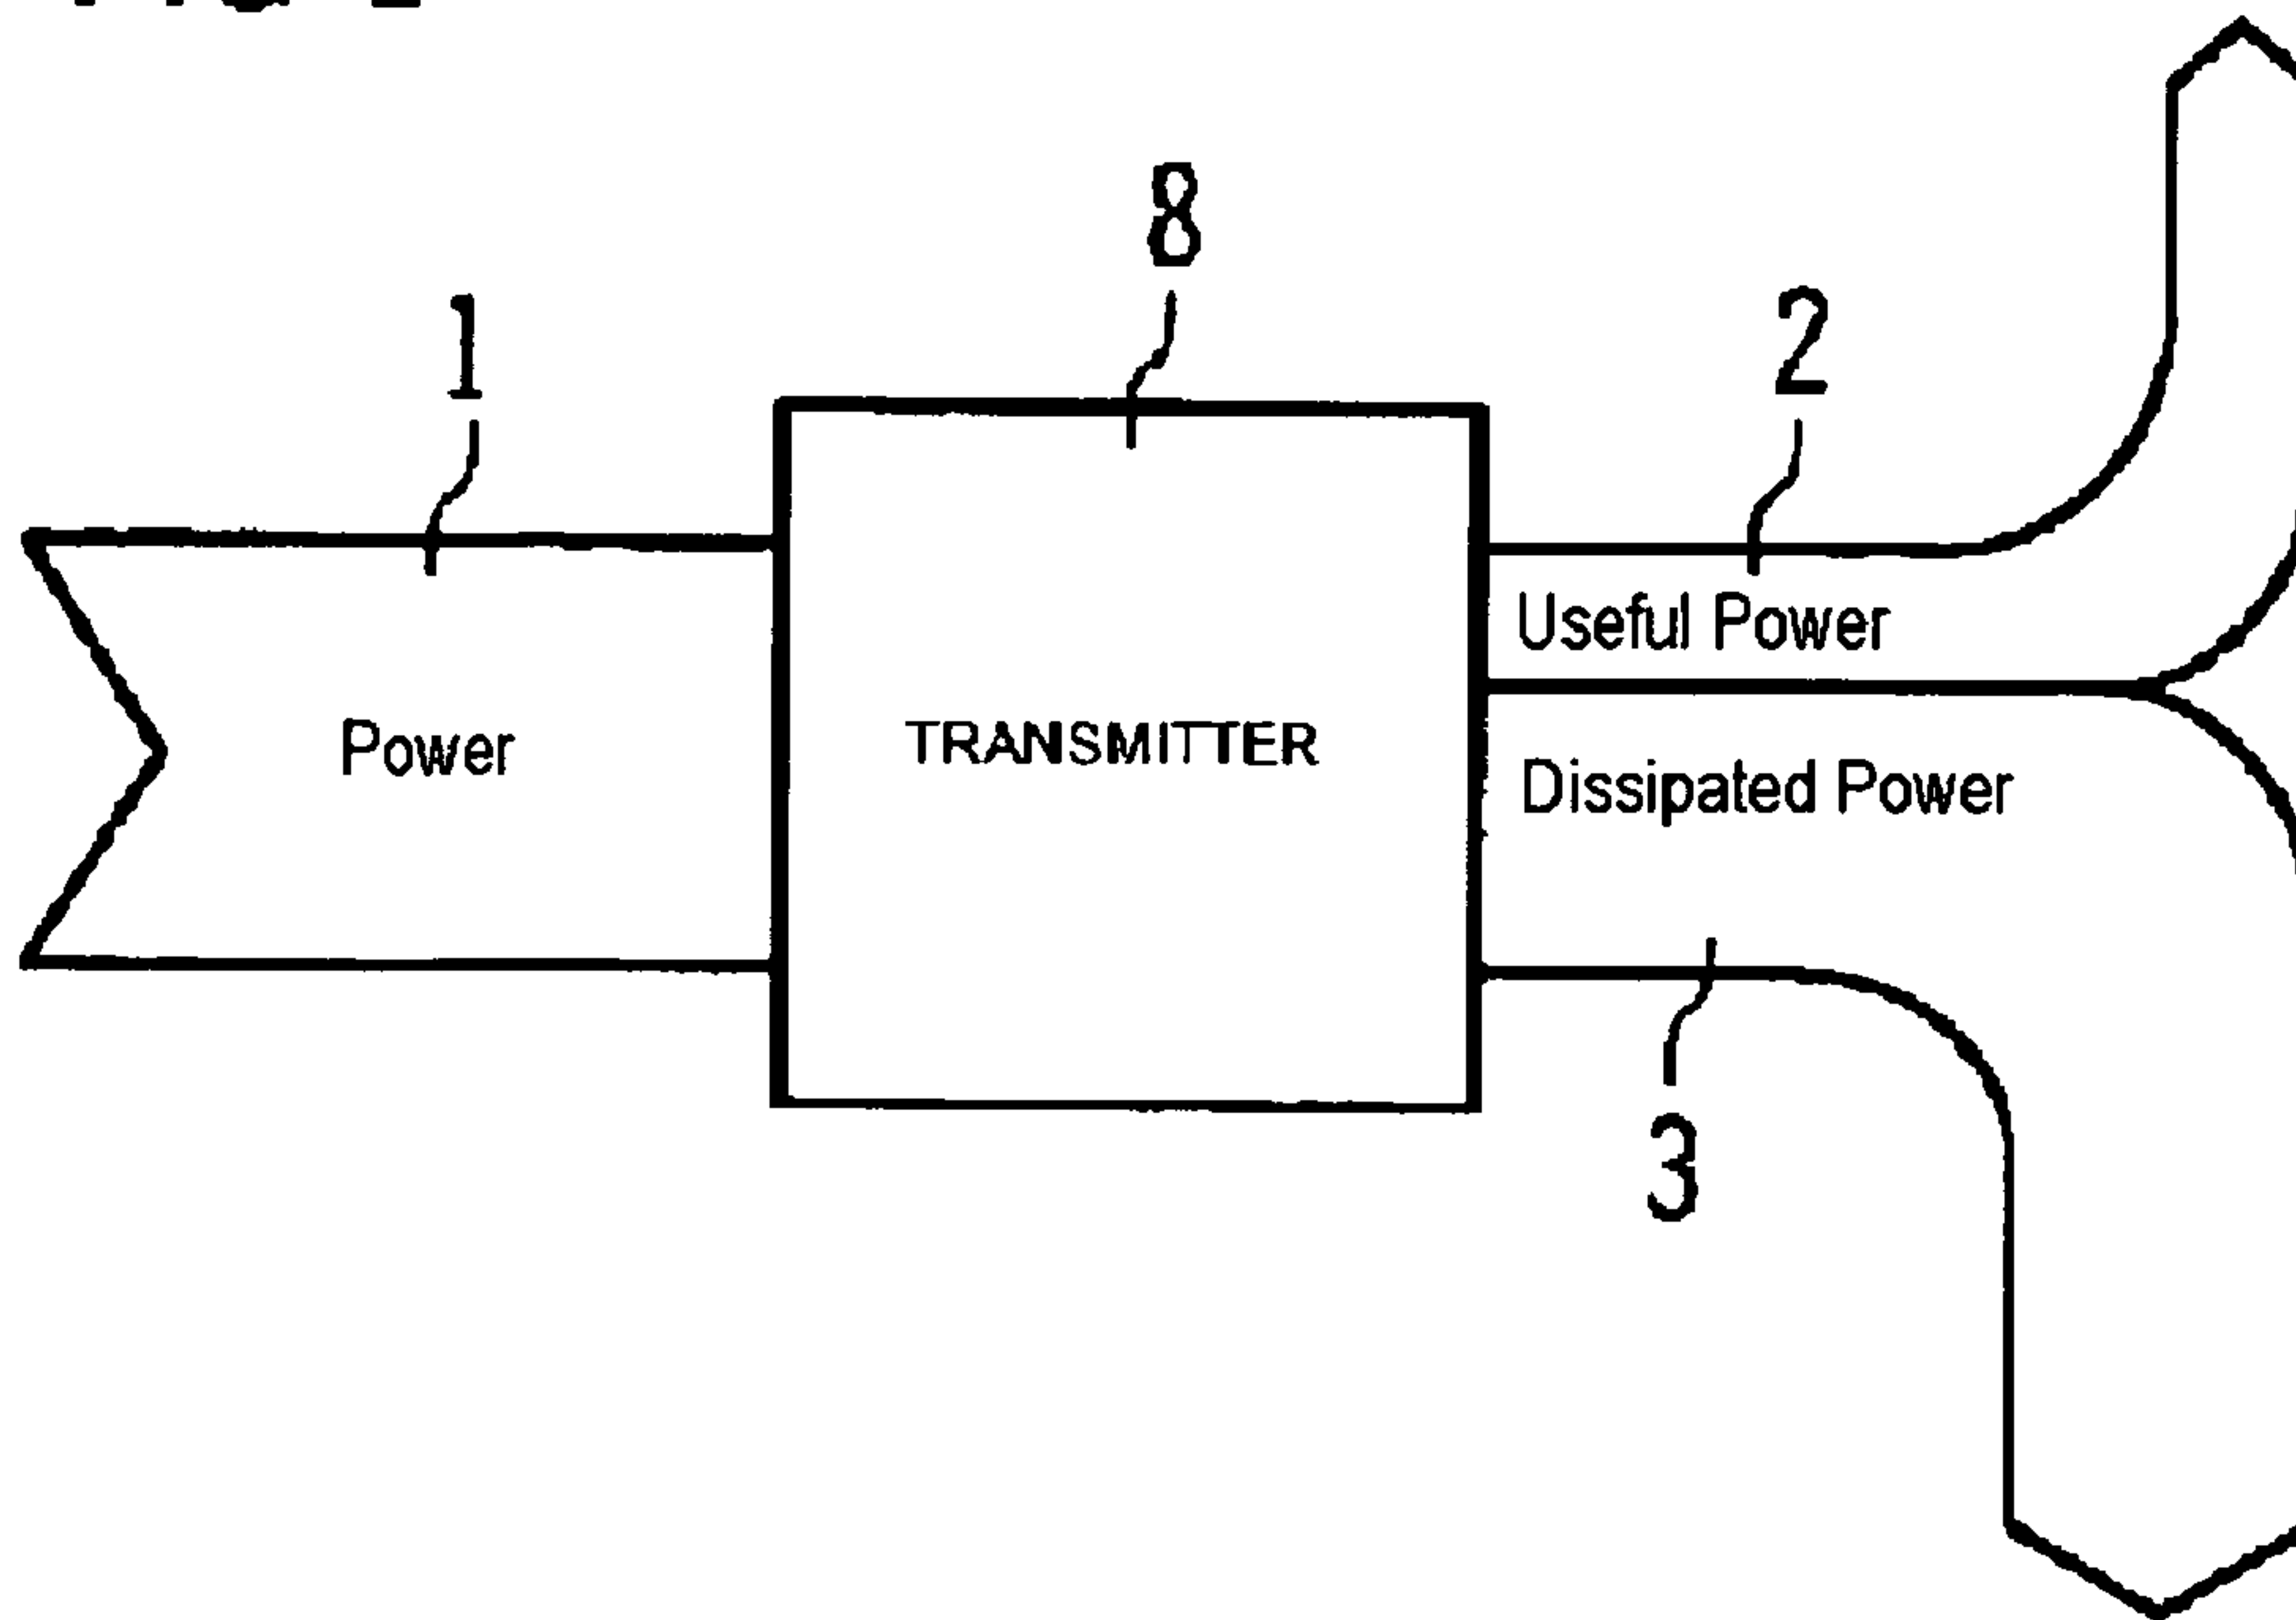 8
1
2
Useful Power
Power
TRANSMITTER
Dissipated Power
3